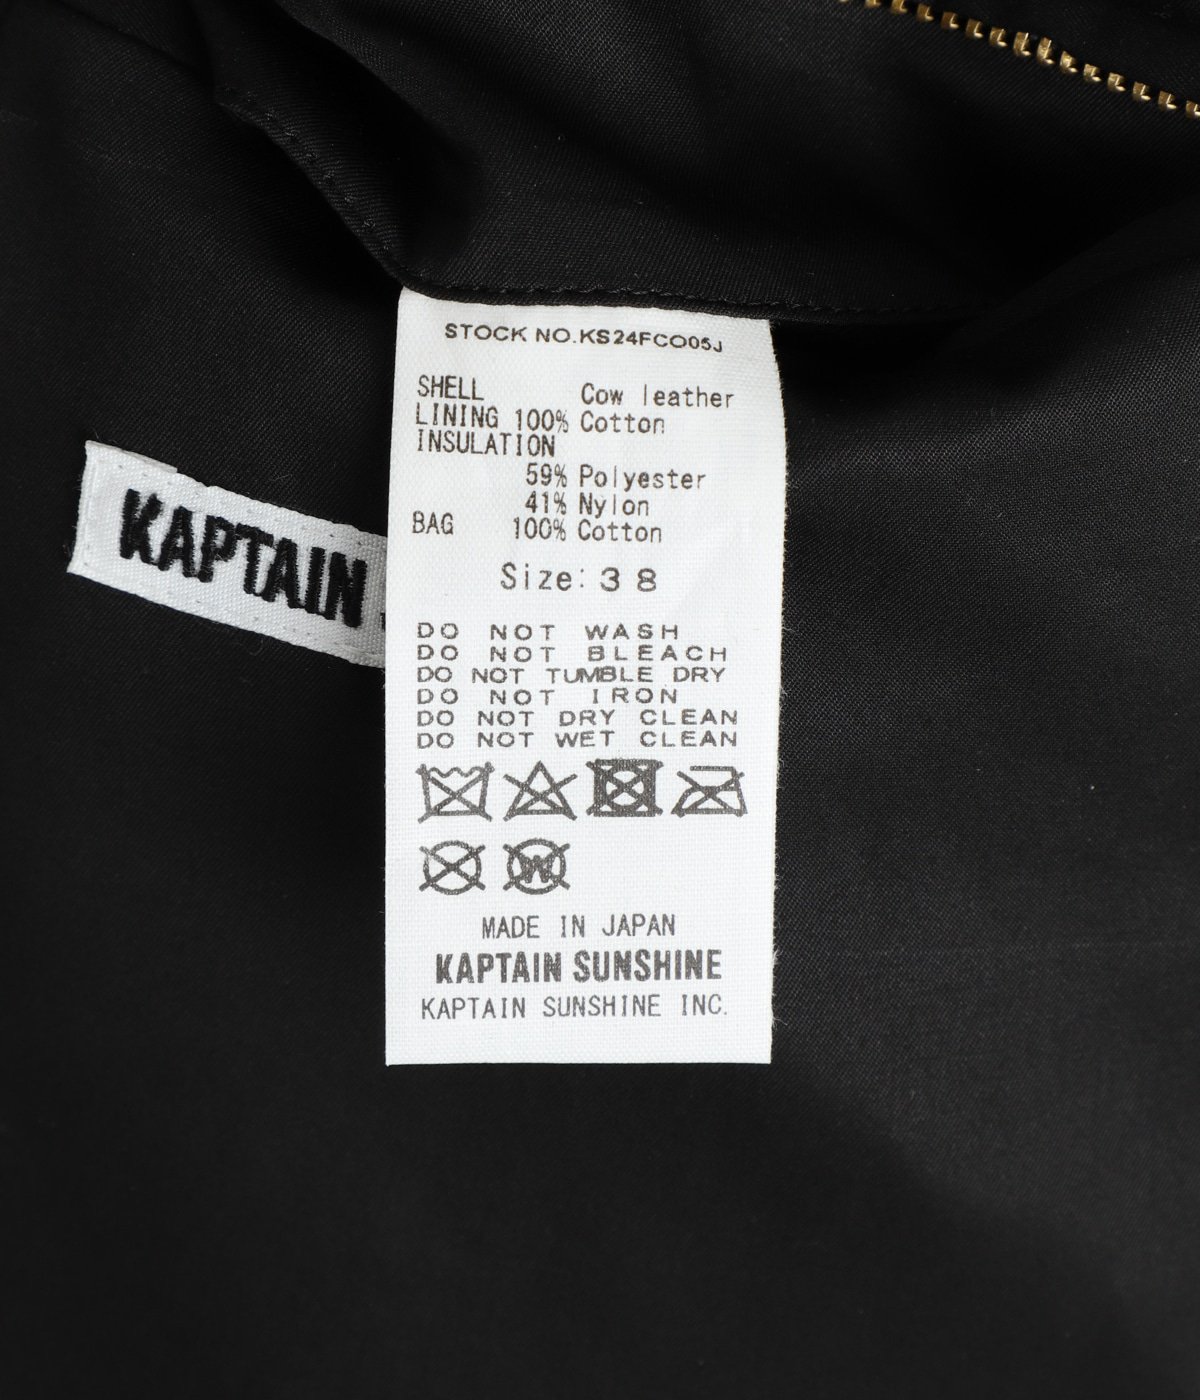 STOCK NO.KS24FCO05J
SHELL Cow leather
LINING 100% Cotton
INSULATION
59% Polyester
41% Nylon
BAG 100% Cotton
Size: 38
DO NOT WASH
DO NOT BLEACH
DO NOT TUMBLE DRY
DO NOT IRON
DO NOT DRY CLEAN
DO NOT WET CLEAN
W
MADE IN JAPAN
KAPTAIN SUNSHINE
KAPTAIN SUNSHINE INC.
KAPTAIN